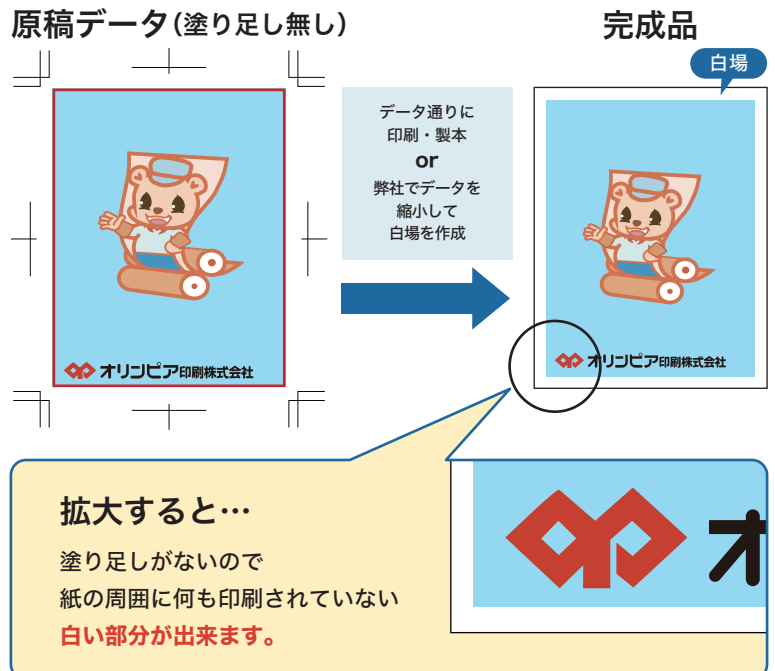 原稿データ(塗り足し無し)
完成品
白場
データ通りに
印刷・製本
or
弊社でデータを
縮小して
白場を作成
オリンピア印刷株式会社
オリンピア印刷株式会社
拡大すると…
塗り足しがないので
紙の周囲に何も印刷されていない
白い部分が出来ます。
オ